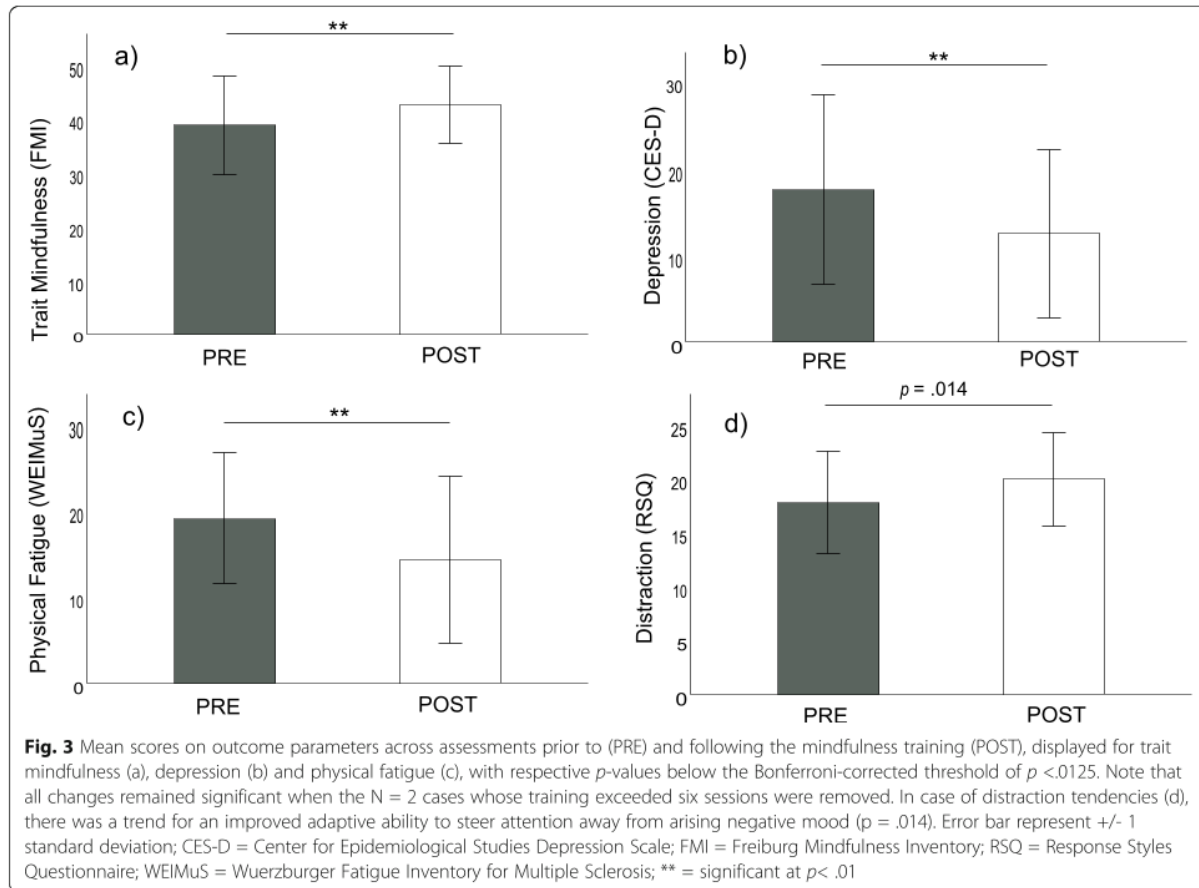 **
a)
Trait Mindfulness (FMI)
50
40
30
20
10
0
PRE
POST
**
b)
Depression (CES-D)
30
20
10
0
PRE
POST
**
c)
Physical Fatigue (WEIMuS)
30
20
10
0
PRE
POST
p = .014
d)
Distraction (RSQ)
25
20
15
10
5
0
PRE
POST
Fig. 3 Mean scores on outcome parameters across assessments prior to (PRE) and following the mindfulness training (POST), displayed for trait
mindfulness (a), depression (b) and physical fatigue (c), with respective p-values below the Bonferroni-corrected threshold of p <.0125. Note that
all changes remained significant when the N = 2 cases whose training exceeded six sessions were removed. In case of distraction tendencies (d),
there was a trend for an improved adaptive ability to steer attention away from arising negative mood (p = .014). Error bar represent +/- 1
standard deviation; CES-D = Center for Epidemiological Studies Depression Scale; FMI = Freiburg Mindfulness Inventory; RSQ = Response Styles
Questionnaire; WEIMuS = Wuerzburger Fatigue Inventory for Multiple Sclerosis; ** = significant at p< .01